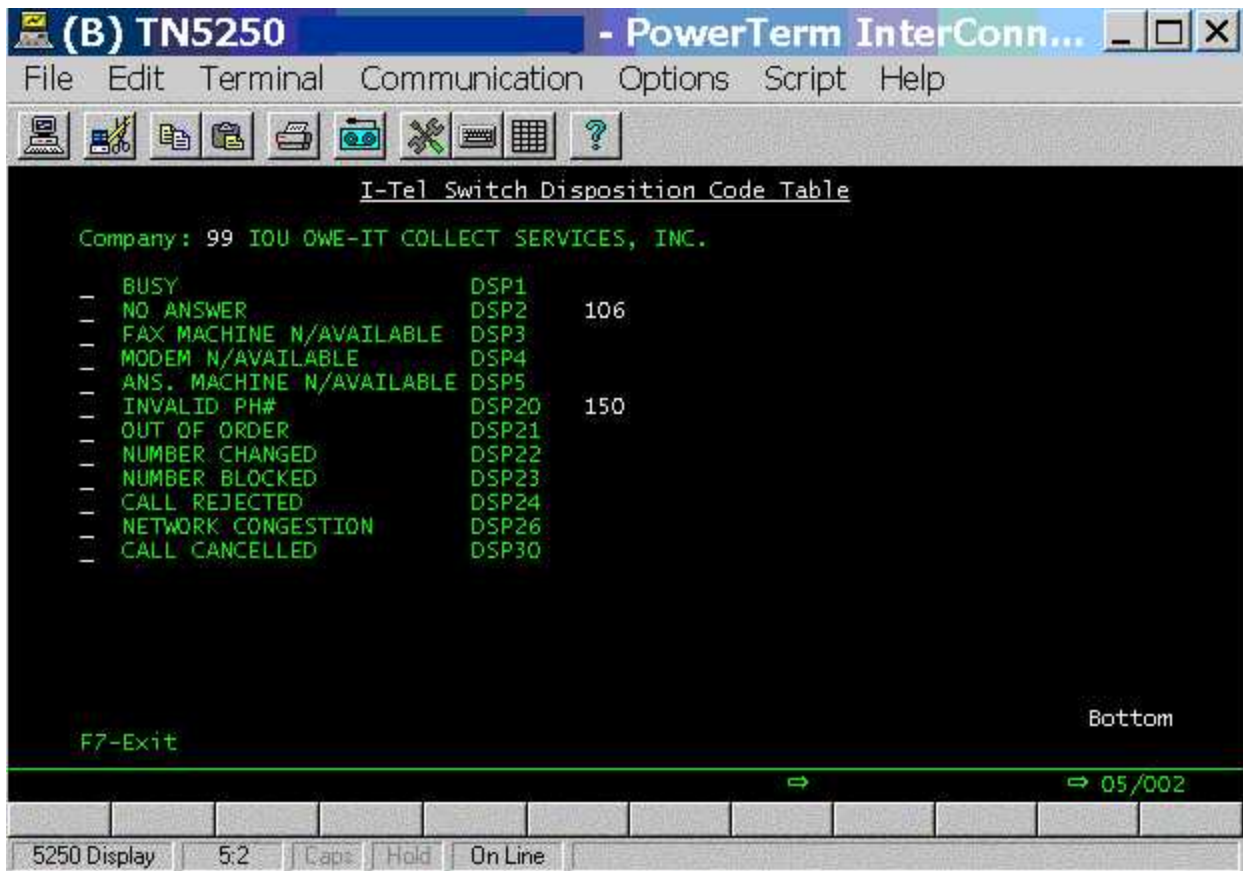 (B) TN5250 - PowerTerm InterConn...
File Edit Terminal Communication Options Script Help
I-Tel Switch Disposition Code Table
Company: 99 IOU OWE-IT COLLECT SERVICES, INC.
_ BUSY DSP1
_ NO ANSWER DSP2 106
_ FAX MACHINE N/AVAILABLE DSP3
_ MODEM N/AVAILABLE DSP4
_ ANS. MACHINE N/AVAILABLE DSP5
_ INVALID PH# DSP20 150
_ OUT OF ORDER DSP21
_ NUMBER CHANGED DSP22
_ NUMBER BLOCKED DSP23
_ CALL REJECTED DSP24
_ NETWORK CONGESTION DSP26
_ CALL CANCELLED DSP30
Bottom
F7-Exit
⇒ ⇒ 05/002
5250 Display 5:2 Caps Hold On Line